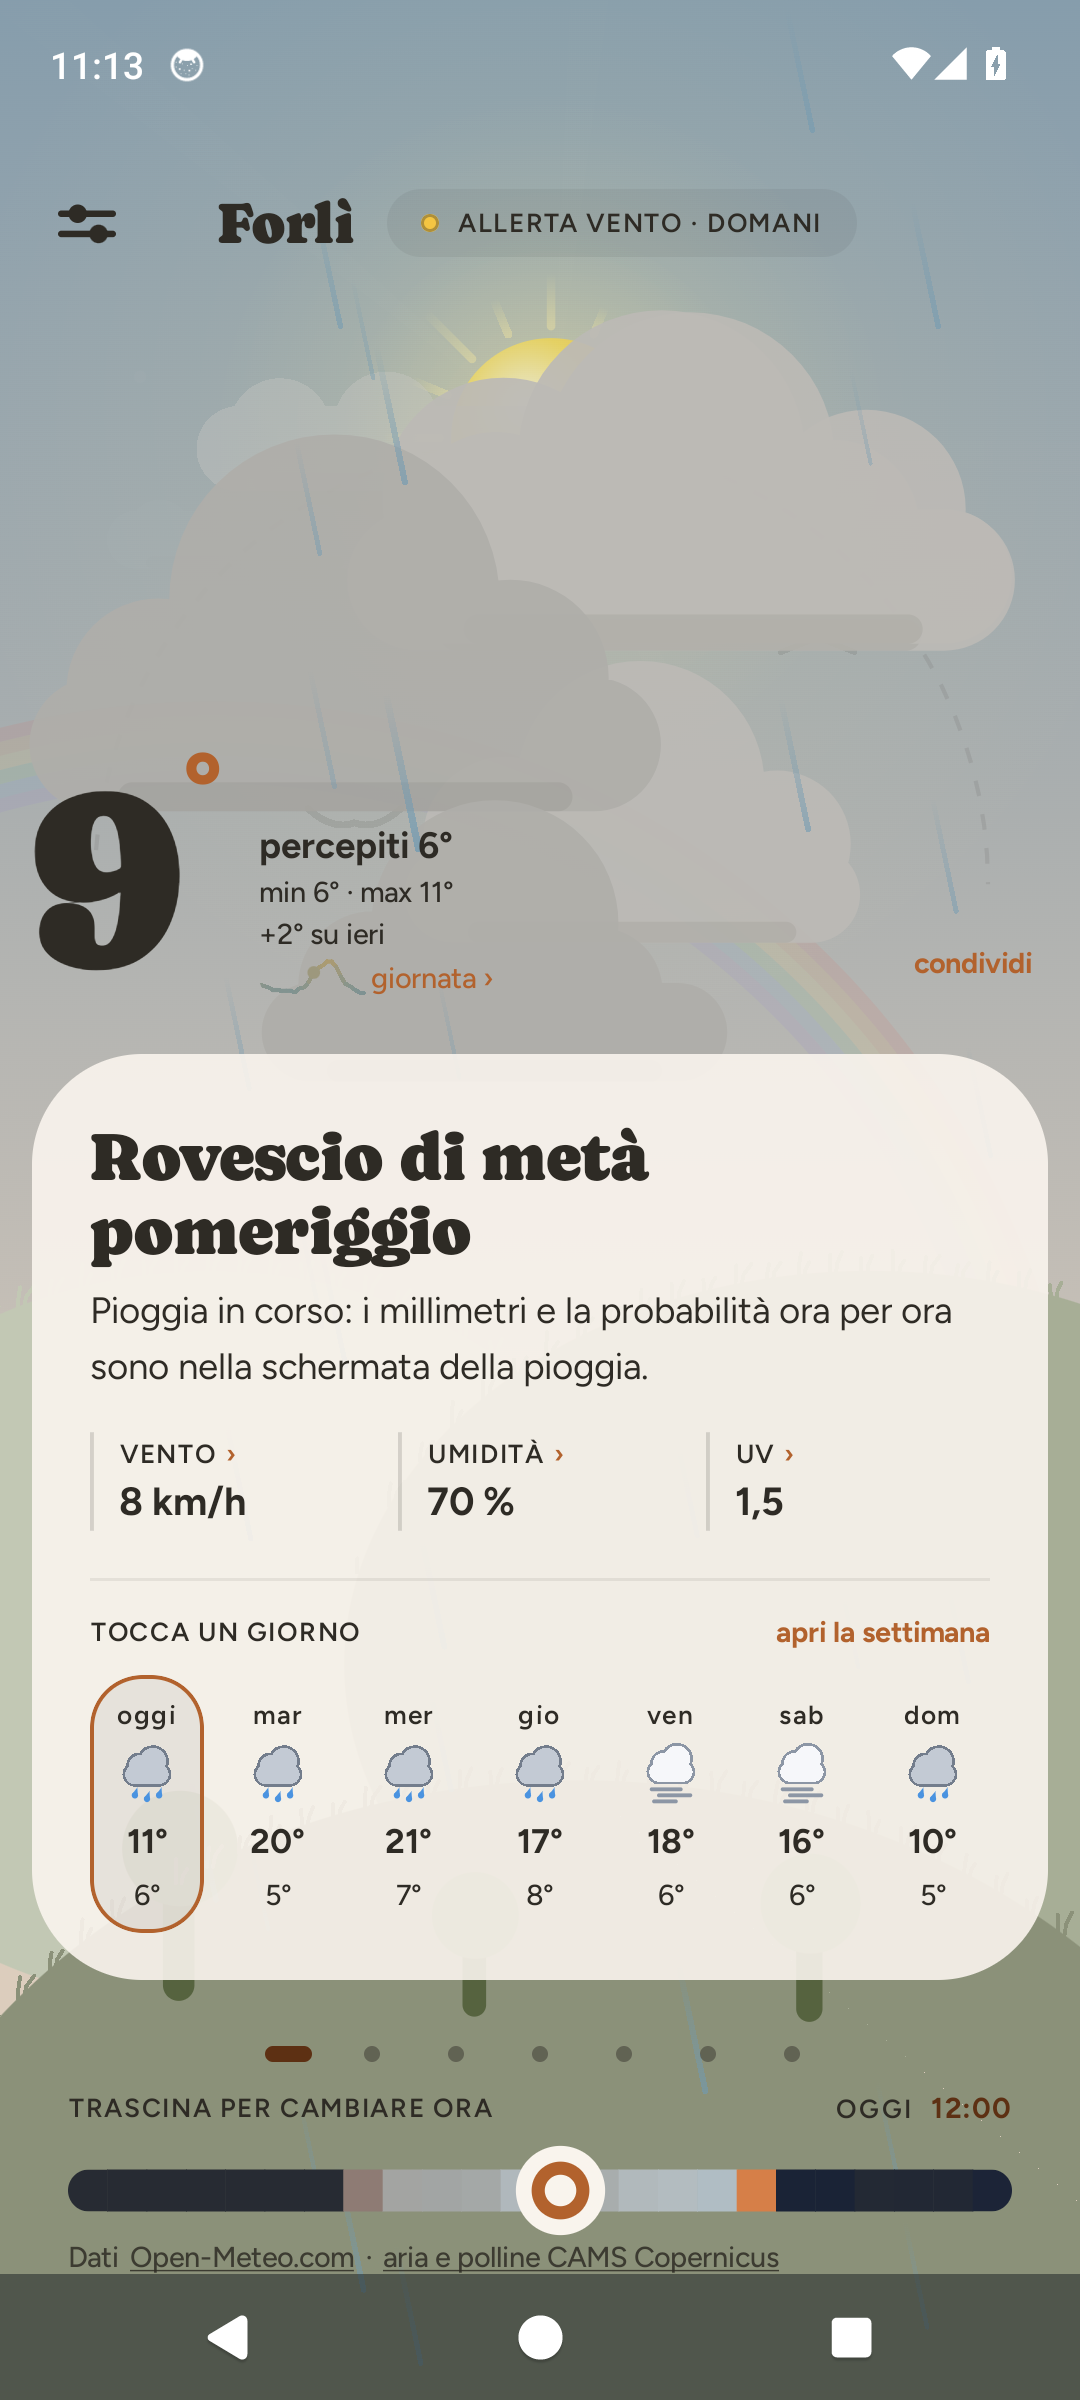 11:13
Forlì
ALLERTA VENTO · DOMANI
9°
percepiti 6°
min 6° · max 11°
+2° su ieri
giornata ›
condividi
Rovescio di metà
pomeriggio
Pioggia in corso: i millimetri e la probabilità ora per ora
sono nella schermata della pioggia.
VENTO › UMIDITÀ › UV ›
8 km/h 70 % 1,5
TOCCA UN GIORNO apri la settimana
oggi mar mer gio ven sab dom
11° 20° 21° 17° 18° 16° 10°
6° 5° 7° 8° 6° 6° 5°
TRASCINA PER CAMBIARE ORA OGGI 12:00
Dati Open-Meteo.com · aria e polline CAMS Copernicus